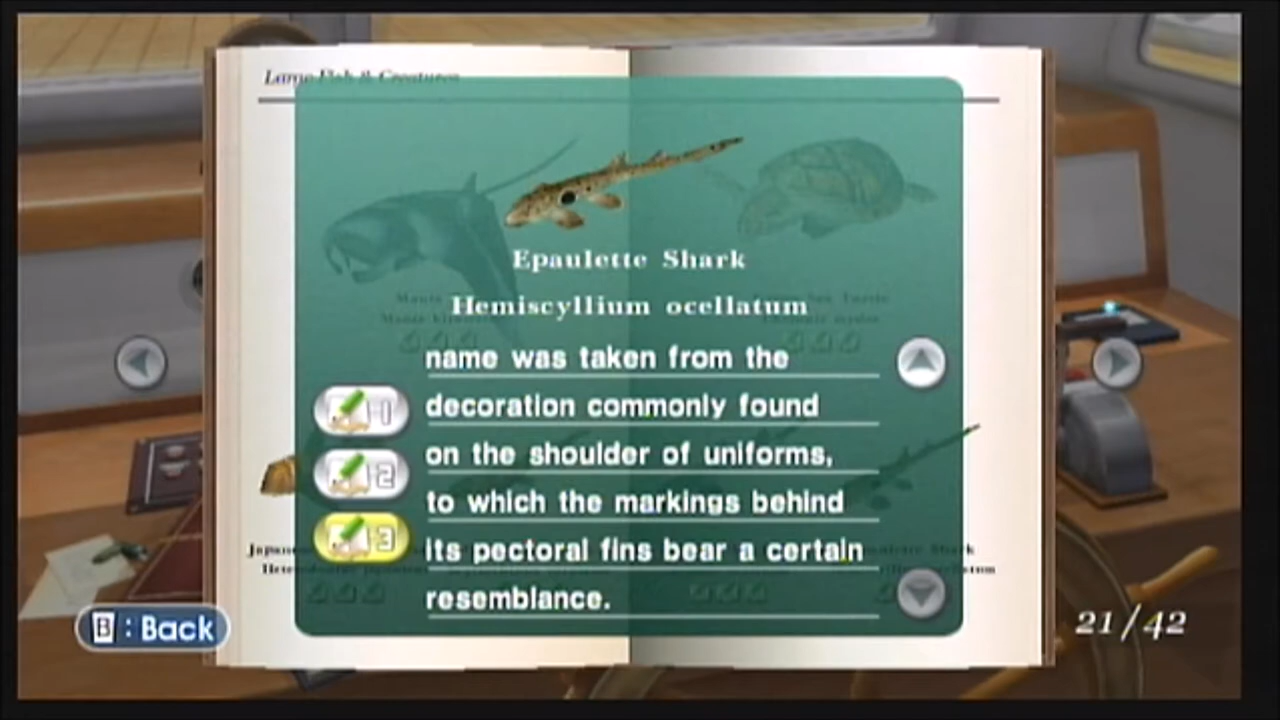 Large Fish & Creatures
Epaulette Shark
Hemiscyllium ocellatum
name was taken from the
decoration commonly found
on the shoulder of uniforms,
to which the markings behind
its pectoral fins bear a certain
resemblance.
1
2
3
B : Back
21/42